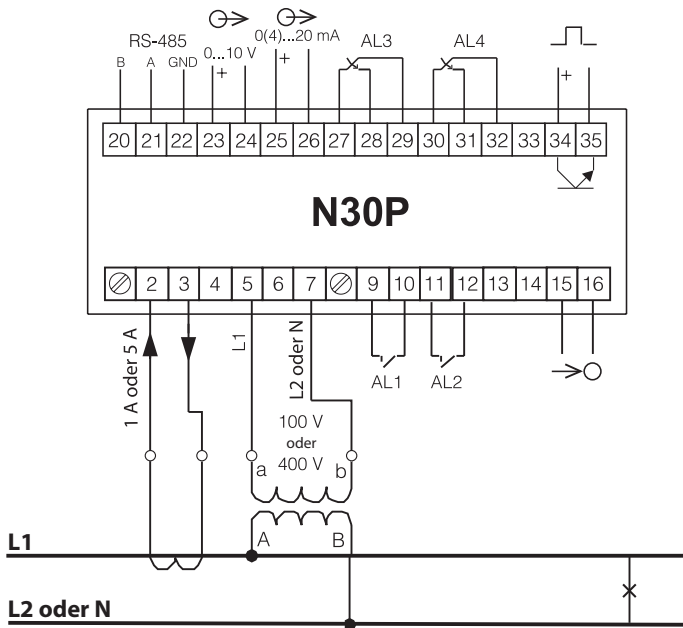 RS-485
0...10 V
0(4)...20 mA
AL3
AL4
B A GND + + +
20 21 22 23 24 25 26 27 28 29 30 31 32 33 34 35
N30P
2 3 4 5 6 7 9 10 11 12 13 14 15 16
1 A oder 5 A
L1
L2 oder N
AL1
AL2
100 V
oder
400 V
a b
A B
L1
L2 oder N